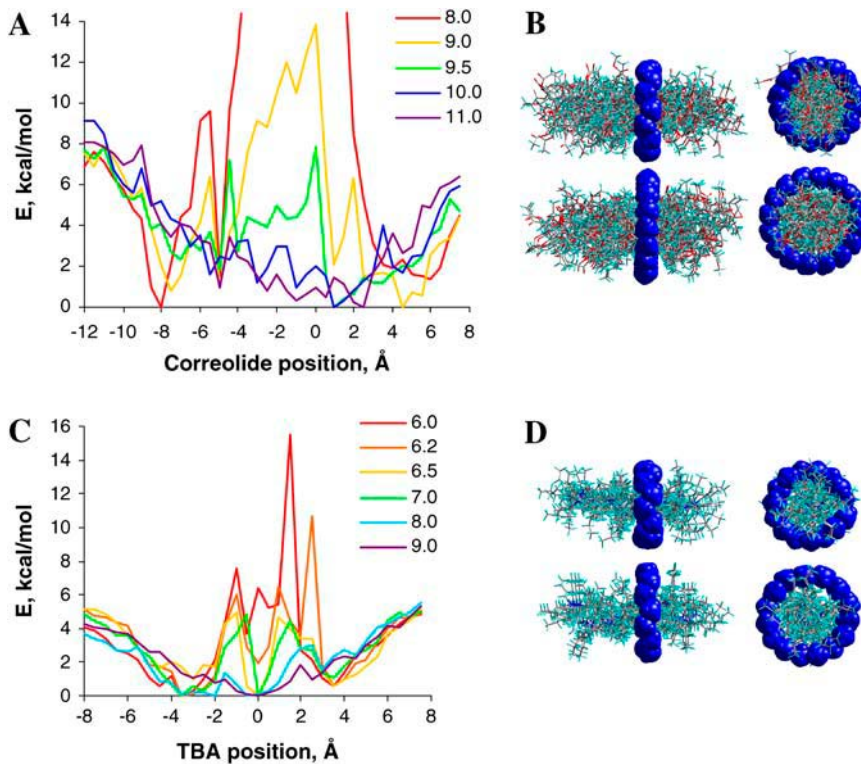 A
E, kcal/mol
14
12
10
8
6
4
2
0
-12 -10 -8 -6 -4 -2 0 2 4 6 8
Correolide position, Å
8.0
9.0
9.5
10.0
11.0
B
C
E, kcal/mol
16
14
12
10
8
6
4
2
0
-8 -6 -4 -2 0 2 4 6 8
TBA position, Å
6.0
6.2
6.5
7.0
8.0
9.0
D